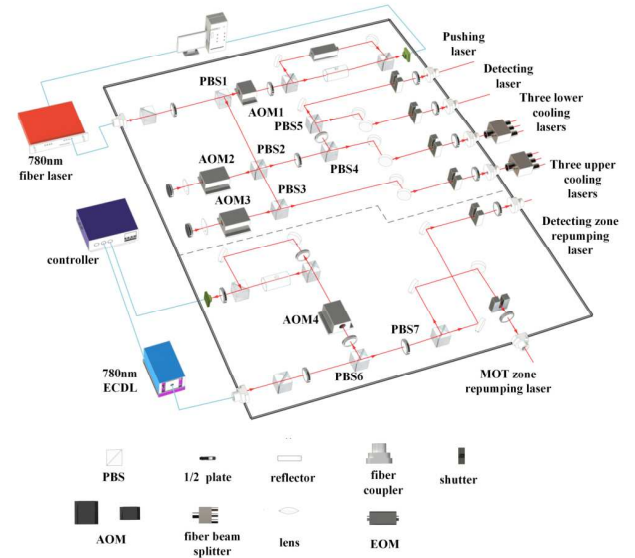 Pushing
laser
Detecting
laser
Three lower
cooling
lasers
Three upper
cooling
lasers
Detecting zone
repumping
laser
MOT zone
repumping laser
PBS1
AOM1
PBS5
AOM2
PBS2
PBS4
AOM3
PBS3
780nm
fiber laser
controller
AOM4
PBS7
780nm
ECDL
PBS6
PBS
1/2 plate
reflector
fiber
coupler
shutter
AOM
fiber beam
splitter
lens
EOM